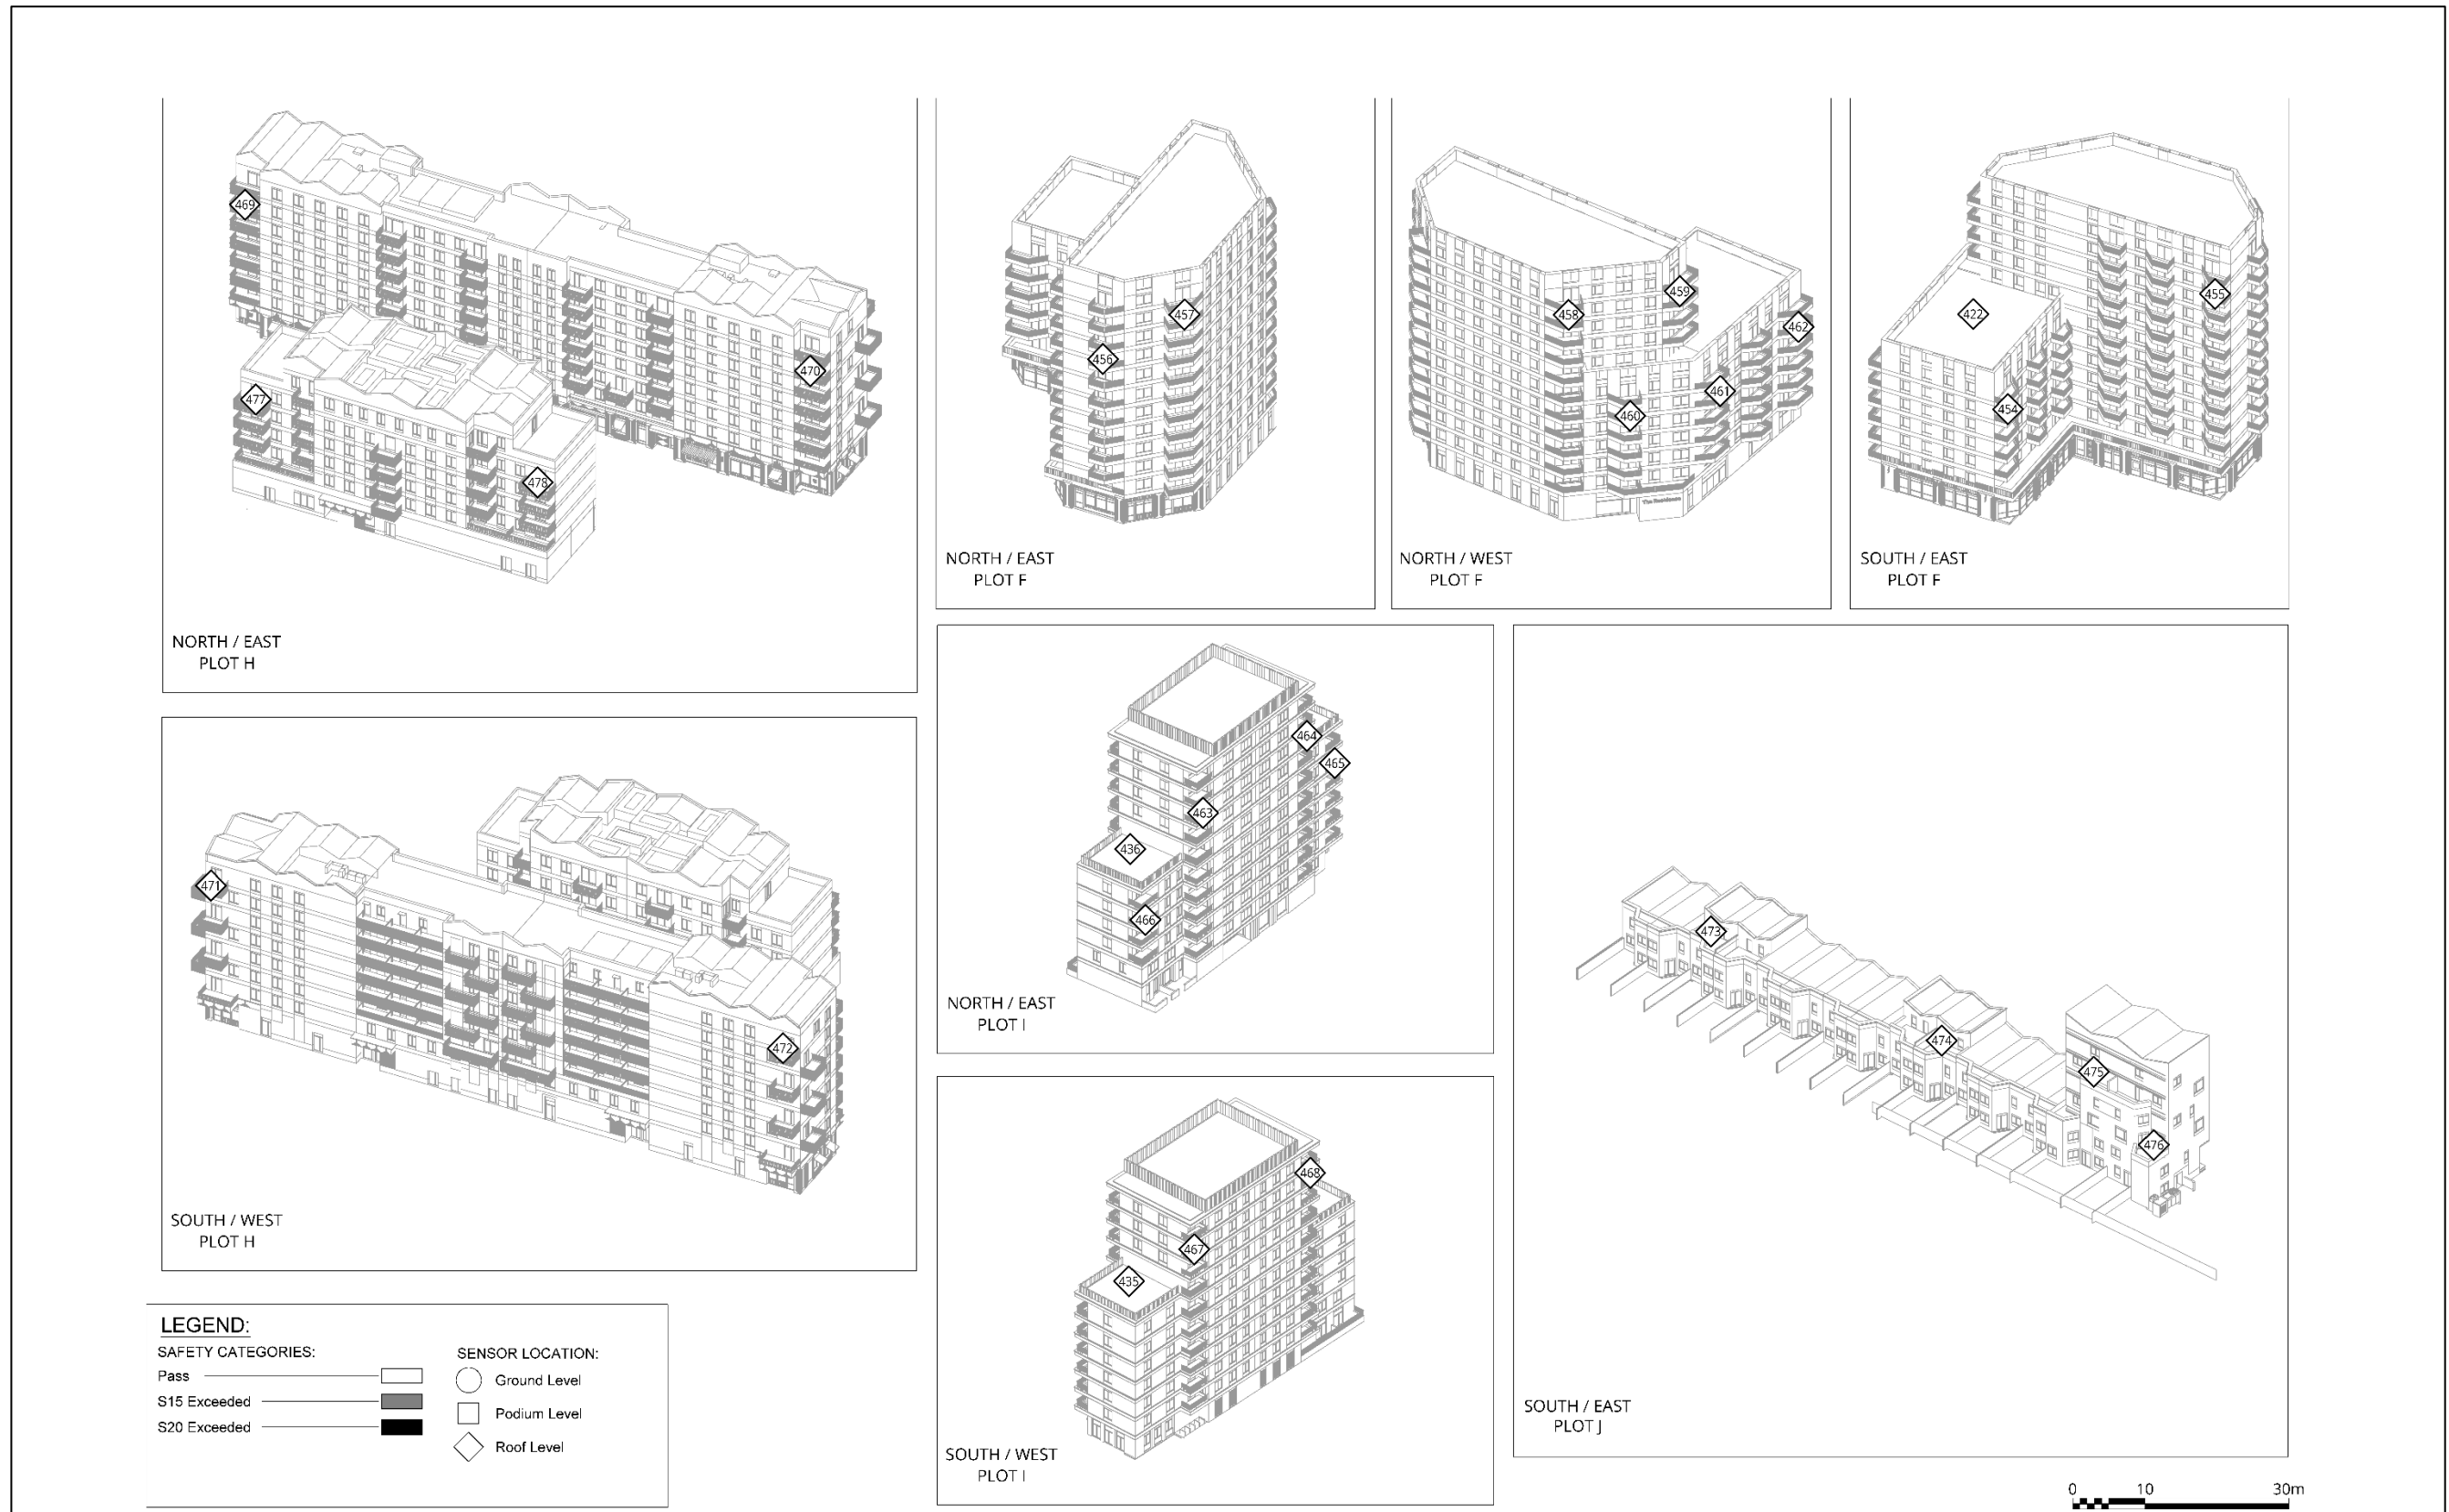 469
470
477
478
NORTH / EAST
PLOT H
457
456
NORTH / EAST
PLOT F
459
458
462
461
460
The Residence
NORTH / WEST
PLOT F
455
422
454
SOUTH / EAST
PLOT F
471
472
SOUTH / WEST
PLOT H
464
465
463
436
466
NORTH / EAST
PLOT I
468
467
435
SOUTH / WEST
PLOT I
473
474
475
476
SOUTH / EAST
PLOT J
LEGEND:
SAFETY CATEGORIES:
Pass
S15 Exceeded
S20 Exceeded
SENSOR LOCATION:
Ground Level
Podium Level
Roof Level
0 10 30m